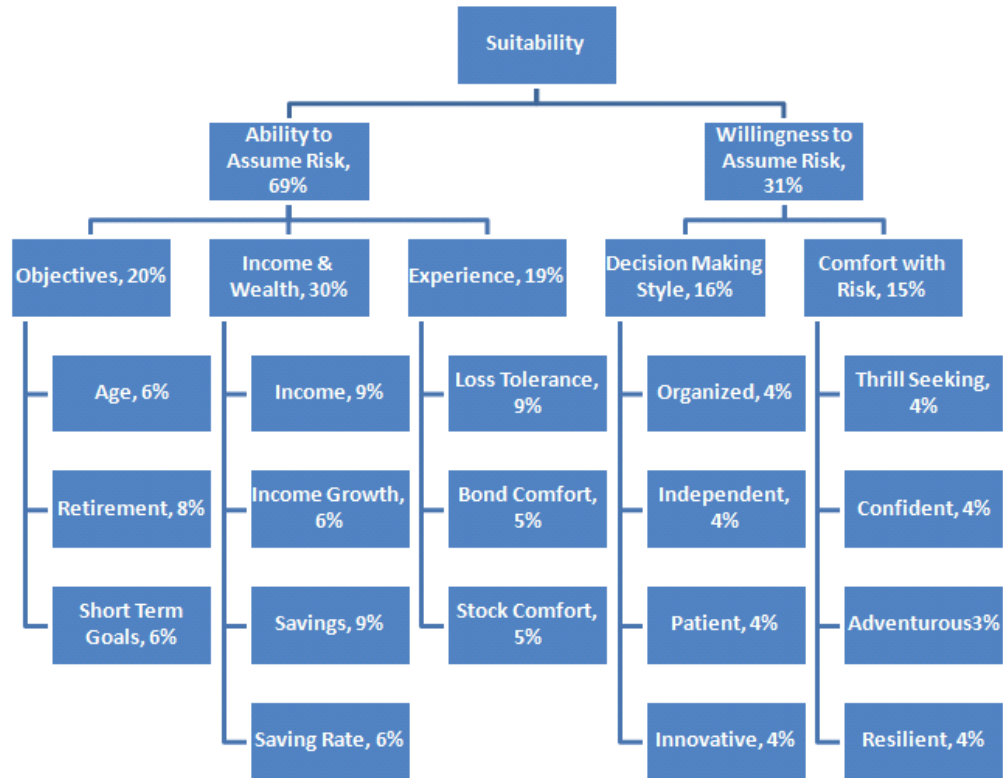 Suitability
Ability to
Assume Risk,
69%
Willingness to
Assume Risk,
31%
Objectives, 20%
Income &
Wealth, 30%
Experience, 19%
Decision Making
Style, 16%
Comfort with
Risk, 15%
Age, 6%
Income, 9%
Loss Tolerance,
9%
Organized, 4%
Thrill Seeking,
4%
Retirement, 8%
Income Growth,
6%
Bond Comfort,
5%
Independent,
4%
Confident, 4%
Short Term
Goals, 6%
Savings, 9%
Stock Comfort,
5%
Patient, 4%
Adventurous3%
Saving Rate, 6%
Innovative, 4%
Resilient, 4%